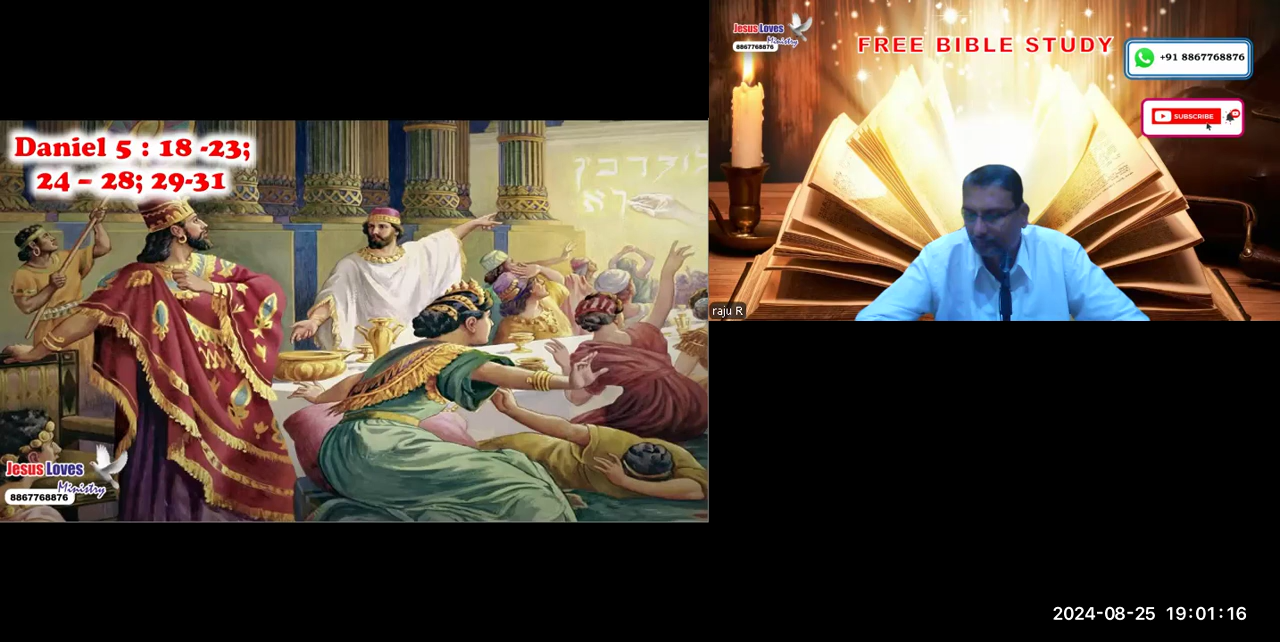 Daniel 5 : 18 -23;
24 – 28; 29-31
Jesus Loves
Ministry
8867768876
Jesus Loves
Ministry
8867768876
FREE BIBLE STUDY
+91 8867768876
SUBSCRIBE
raju R
2024-08-25 19:01:16